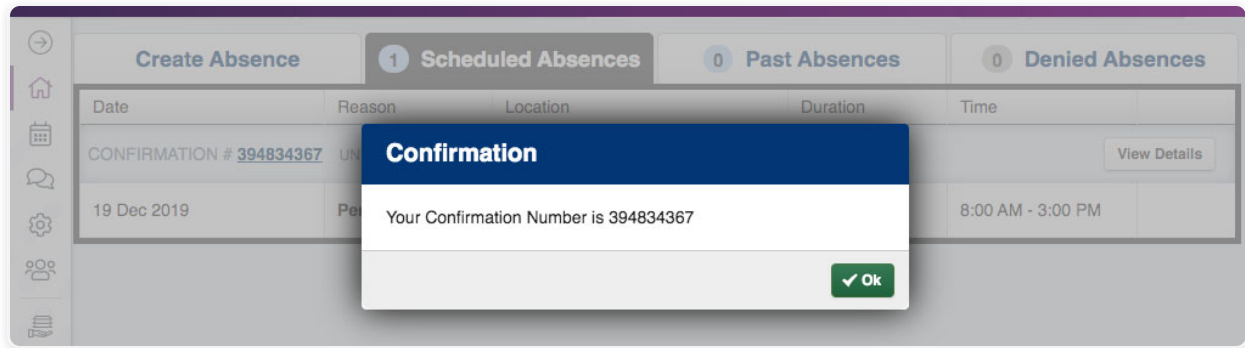 Create Absence 1 Scheduled Absences 0 Past Absences 0 Denied Absences
Date Reason Location Duration Time
CONFIRMATION # 394834367 View Details
Confirmation
19 Dec 2019 8:00 AM - 3:00 PM
Your Confirmation Number is 394834367
Ok